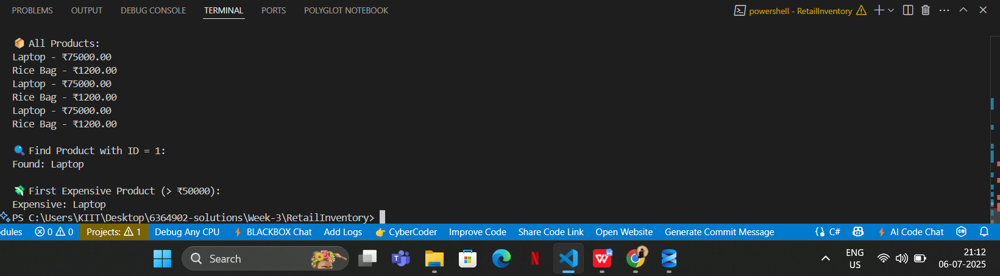 PROBLEMS OUTPUT DEBUG CONSOLE TERMINAL PORTS POLYGLOT NOTEBOOK powershell - RetailInventory
📦 All Products:
Laptop - ₹75000.00
Rice Bag - ₹1200.00
Laptop - ₹75000.00
Rice Bag - ₹1200.00
Laptop - ₹75000.00
Rice Bag - ₹1200.00
🔍 Find Product with ID = 1:
Found: Laptop
💸 First Expensive Product (> ₹50000):
Expensive: Laptop
PS C:\Users\KIIT\Desktop\6364902-solutions\Week-3\RetailInventory>
odules 0 0 Projects: 1 Debug Any CPU BLACKBOX Chat Add Logs 👉 CyberCoder Improve Code Share Code Link Open Website Generate Commit Message C# AI Code Chat
Search ENG 21:12
US 06-07-2025